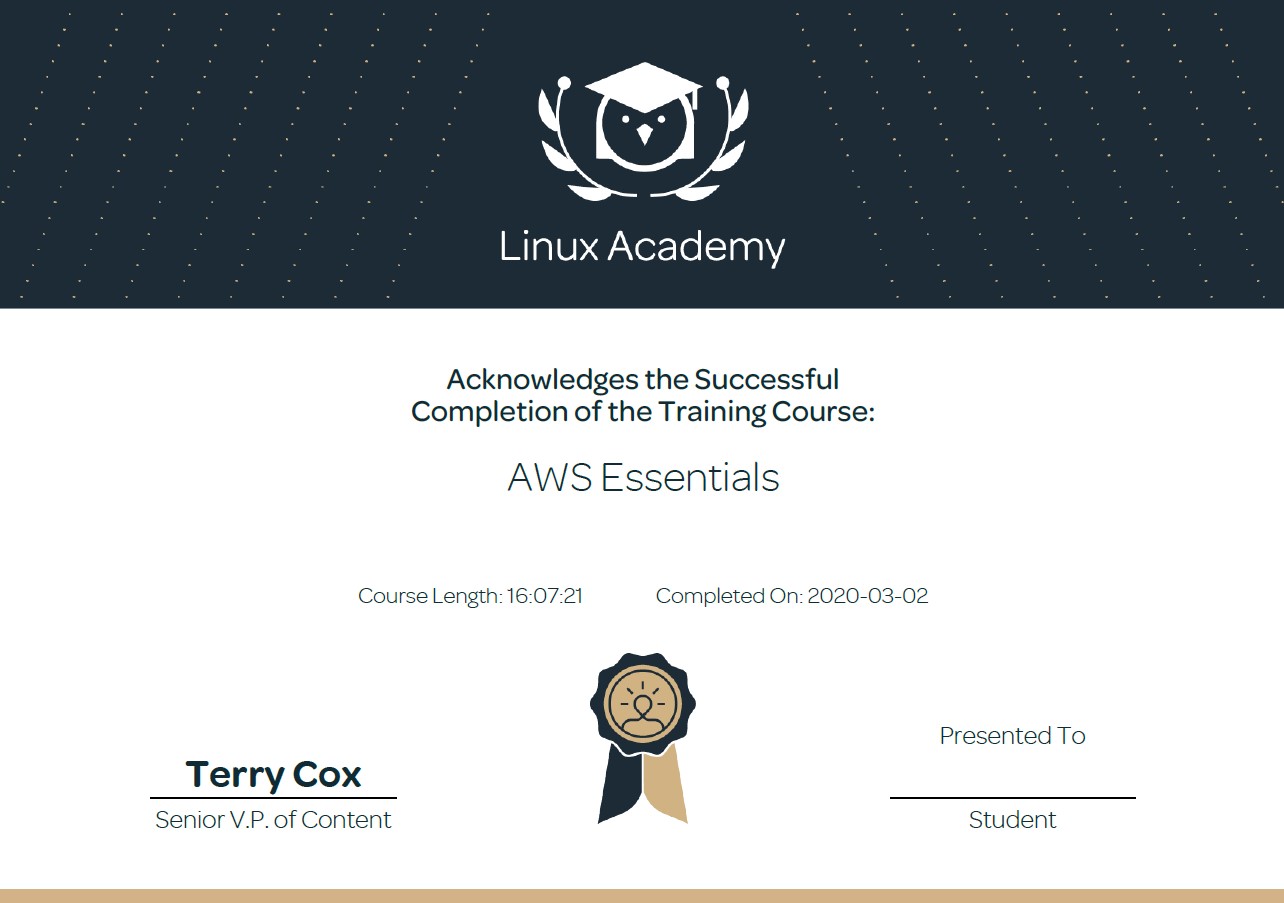 Linux Academy
Acknowledges the Successful
Completion of the Training Course:
AWS Essentials
Course Length: 16:07:21 Completed On: 2020-03-02
Presented To
Terry Cox
Senior V.P. of Content
Student